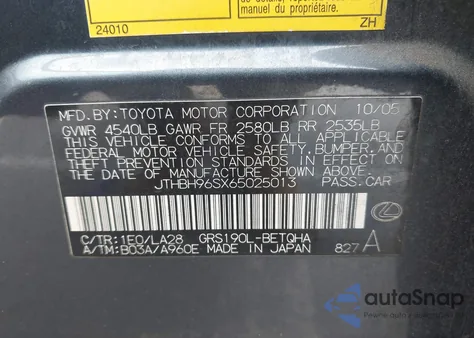 manuel du propriétaire.
24010 ZH
MFD.BY:TOYOTA MOTOR CORPORATION 10/05
GVWR 4540LB GAWR FR 2580LB RR 2535LB
THIS VEHICLE CONFORMS TO ALL APPLICABLE
FEDERAL MOTOR VEHICLE SAFETY, BUMPER, AND
THEFT PREVENTION STANDARDS IN EFFECT ON
THE DATE OF MANUFACTURE SHOWN ABOVE.
JTHBH96SX65025013 PASS.CAR
C/TR:1E0/LA28 GRS190L-BETQHA
A/TM:B03A/A960E MADE IN JAPAN 827 A
autoSnap